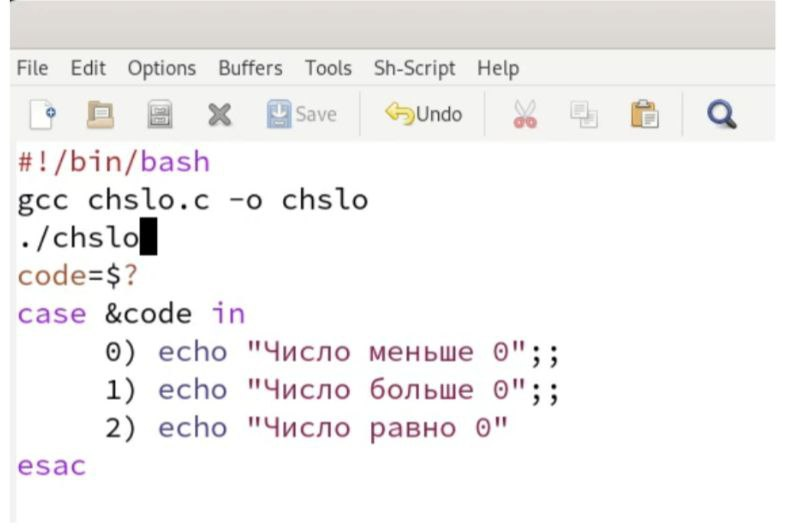 File Edit Options Buffers Tools Sh-Script Help
Save Undo
#!/bin/bash
gcc chslo.c -o chslo
./chslo
code=$?
case &code in
0) echo "Число меньше 0";;
1) echo "Число больше 0";;
2) echo "Число равно 0"
esac